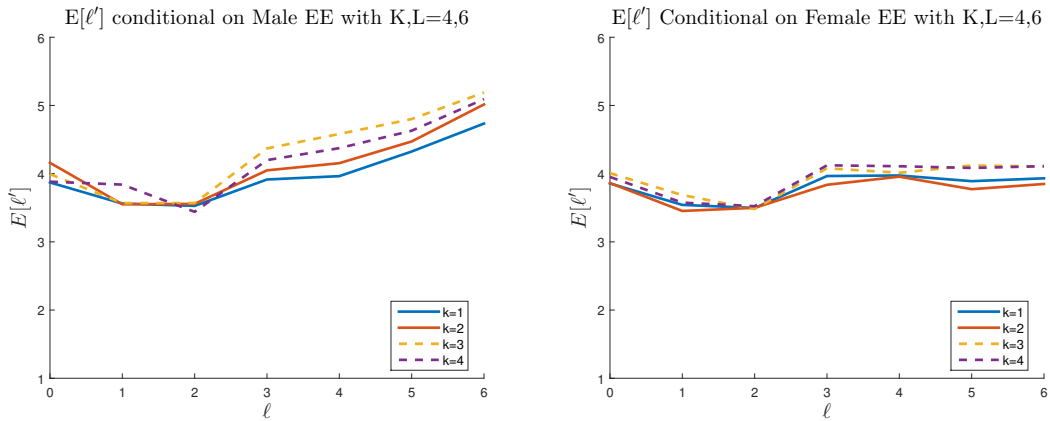 E[ℓ′] conditional on Male EE with K,L=4,6
E[ℓ′]
6
5
4
3
2
1
0 1 2 3 4 5 6
ℓ
k=1
k=2
k=3
k=4
E[ℓ′] Conditional on Female EE with K,L=4,6
E[ℓ′]
6
5
4
3
2
1
0 1 2 3 4 5 6
ℓ
k=1
k=2
k=3
k=4